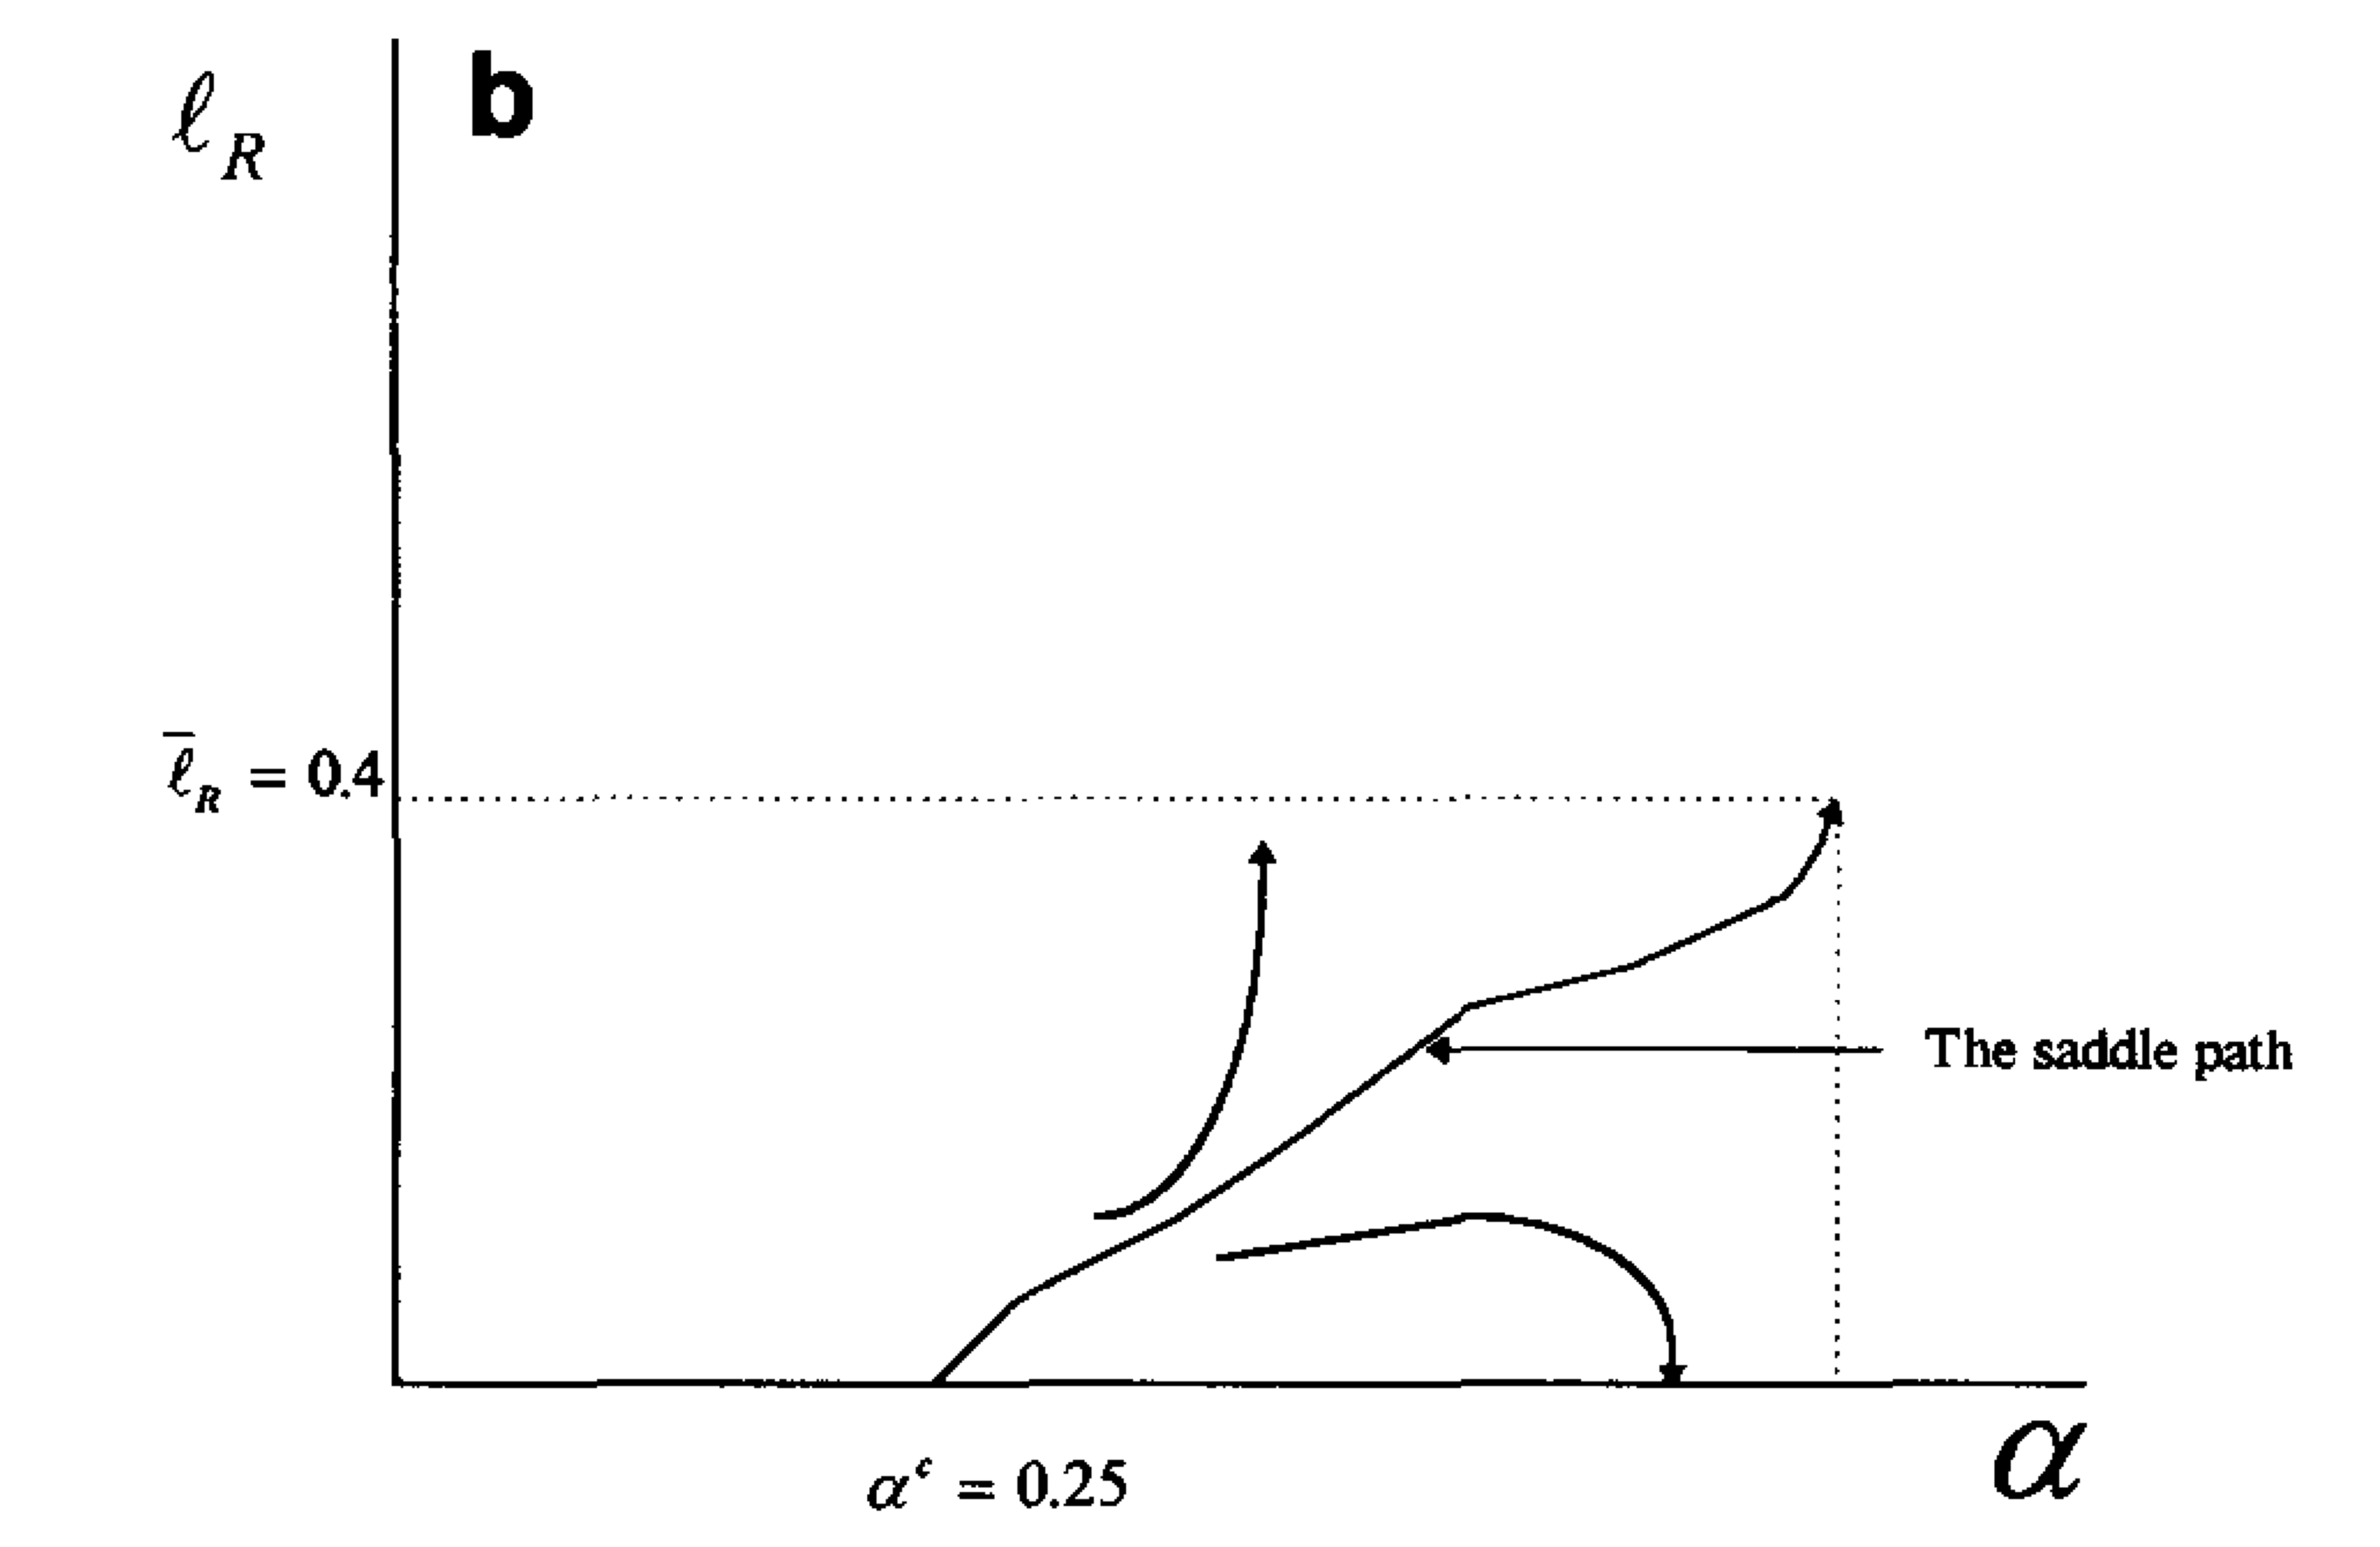 ℓ_R
b
ℓ̅_R = 0.4
The saddle path
α^c = 0.25
α